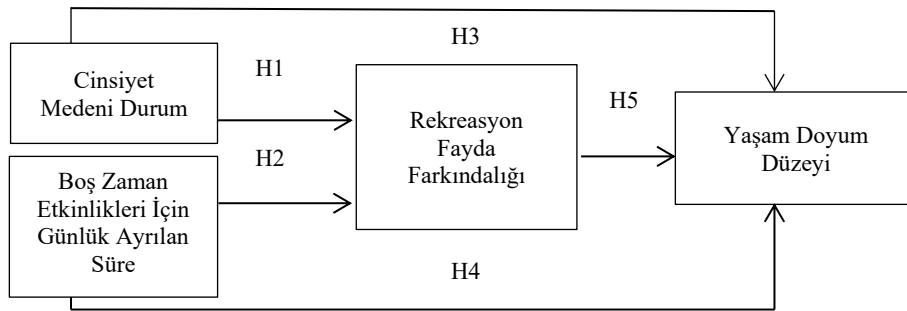 H3
Cinsiyet
Medeni Durum
H1
Rekreasyon
Fayda
Farkındalığı
H5
Yaşam Doyum
Düzeyi
H2
Boş Zaman
Etkinlikleri İçin
Günlük Ayrılan
Süre
H4